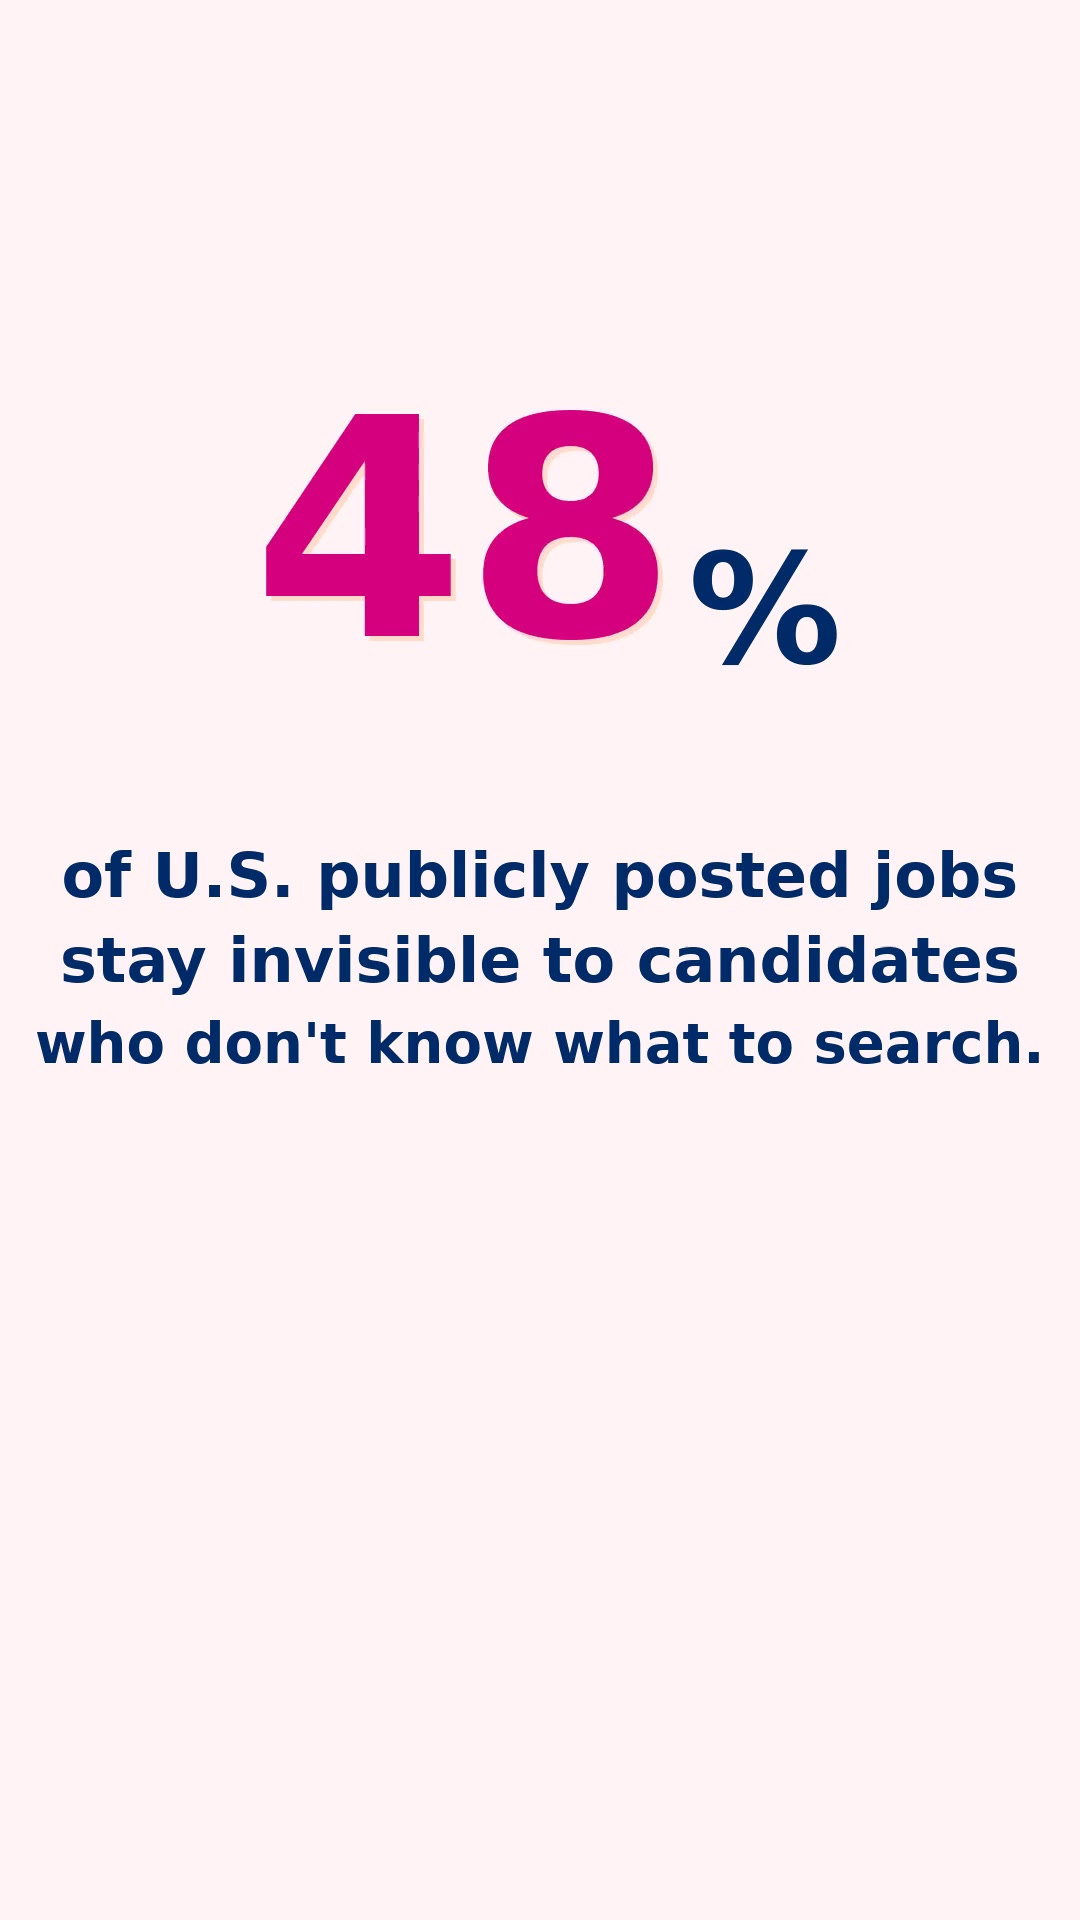 48%
of U.S. publicly posted jobs
stay invisible to candidates
who don't know what to search.